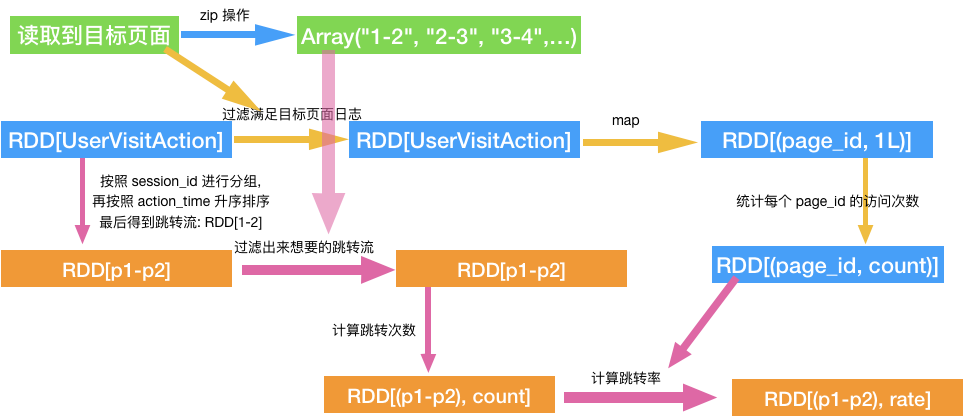 zip 操作
读取到目标页面
Array("1-2", "2-3", "3-4",...)
过滤满足目标页面日志
map
RDD[UserVisitAction]
RDD[UserVisitAction]
RDD[(page_id, 1L)]
按照 session_id 进行分组,
再按照 action_time 升序排序
最后得到跳转流: RDD[1-2]
统计每个 page_id 的访问次数
过滤出来想要的跳转流
RDD[p1-p2]
RDD[p1-p2]
RDD[(page_id, count)]
计算跳转次数
计算跳转率
RDD[(p1-p2), count]
RDD[(p1-p2), rate]